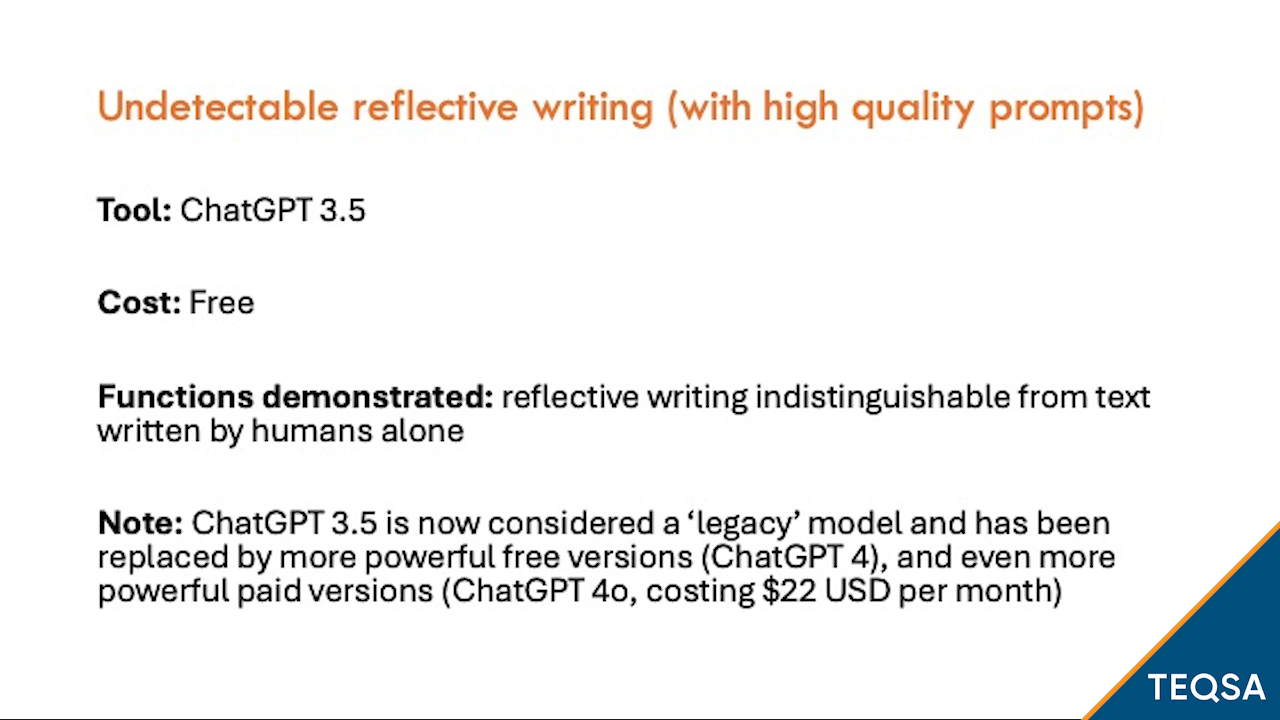 Undetectable reflective writing (with high quality prompts)
Tool: ChatGPT 3.5
Cost: Free
Functions demonstrated: reflective writing indistinguishable from text
written by humans alone
Note: ChatGPT 3.5 is now considered a ‘legacy’ model and has been
replaced by more powerful free versions (ChatGPT 4), and even more
powerful paid versions (ChatGPT 4o, costing $22 USD per month)
TEQSA